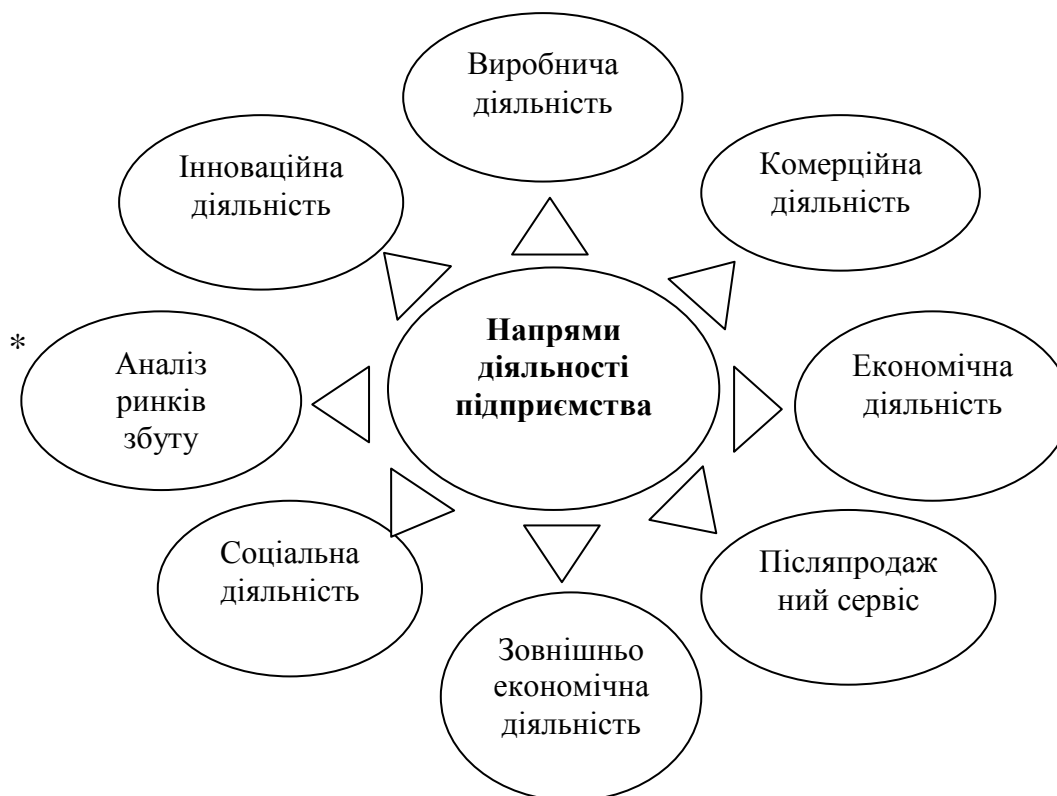 Виробнича
діяльність
Інноваційна
діяльність
Комерційна
діяльність
*
Аналіз
ринків
збуту
Напрями
діяльності
підприємства
Економічна
діяльність
Соціальна
діяльність
Післяпродаж
ний сервіс
Зовнішньо
економічна
діяльність